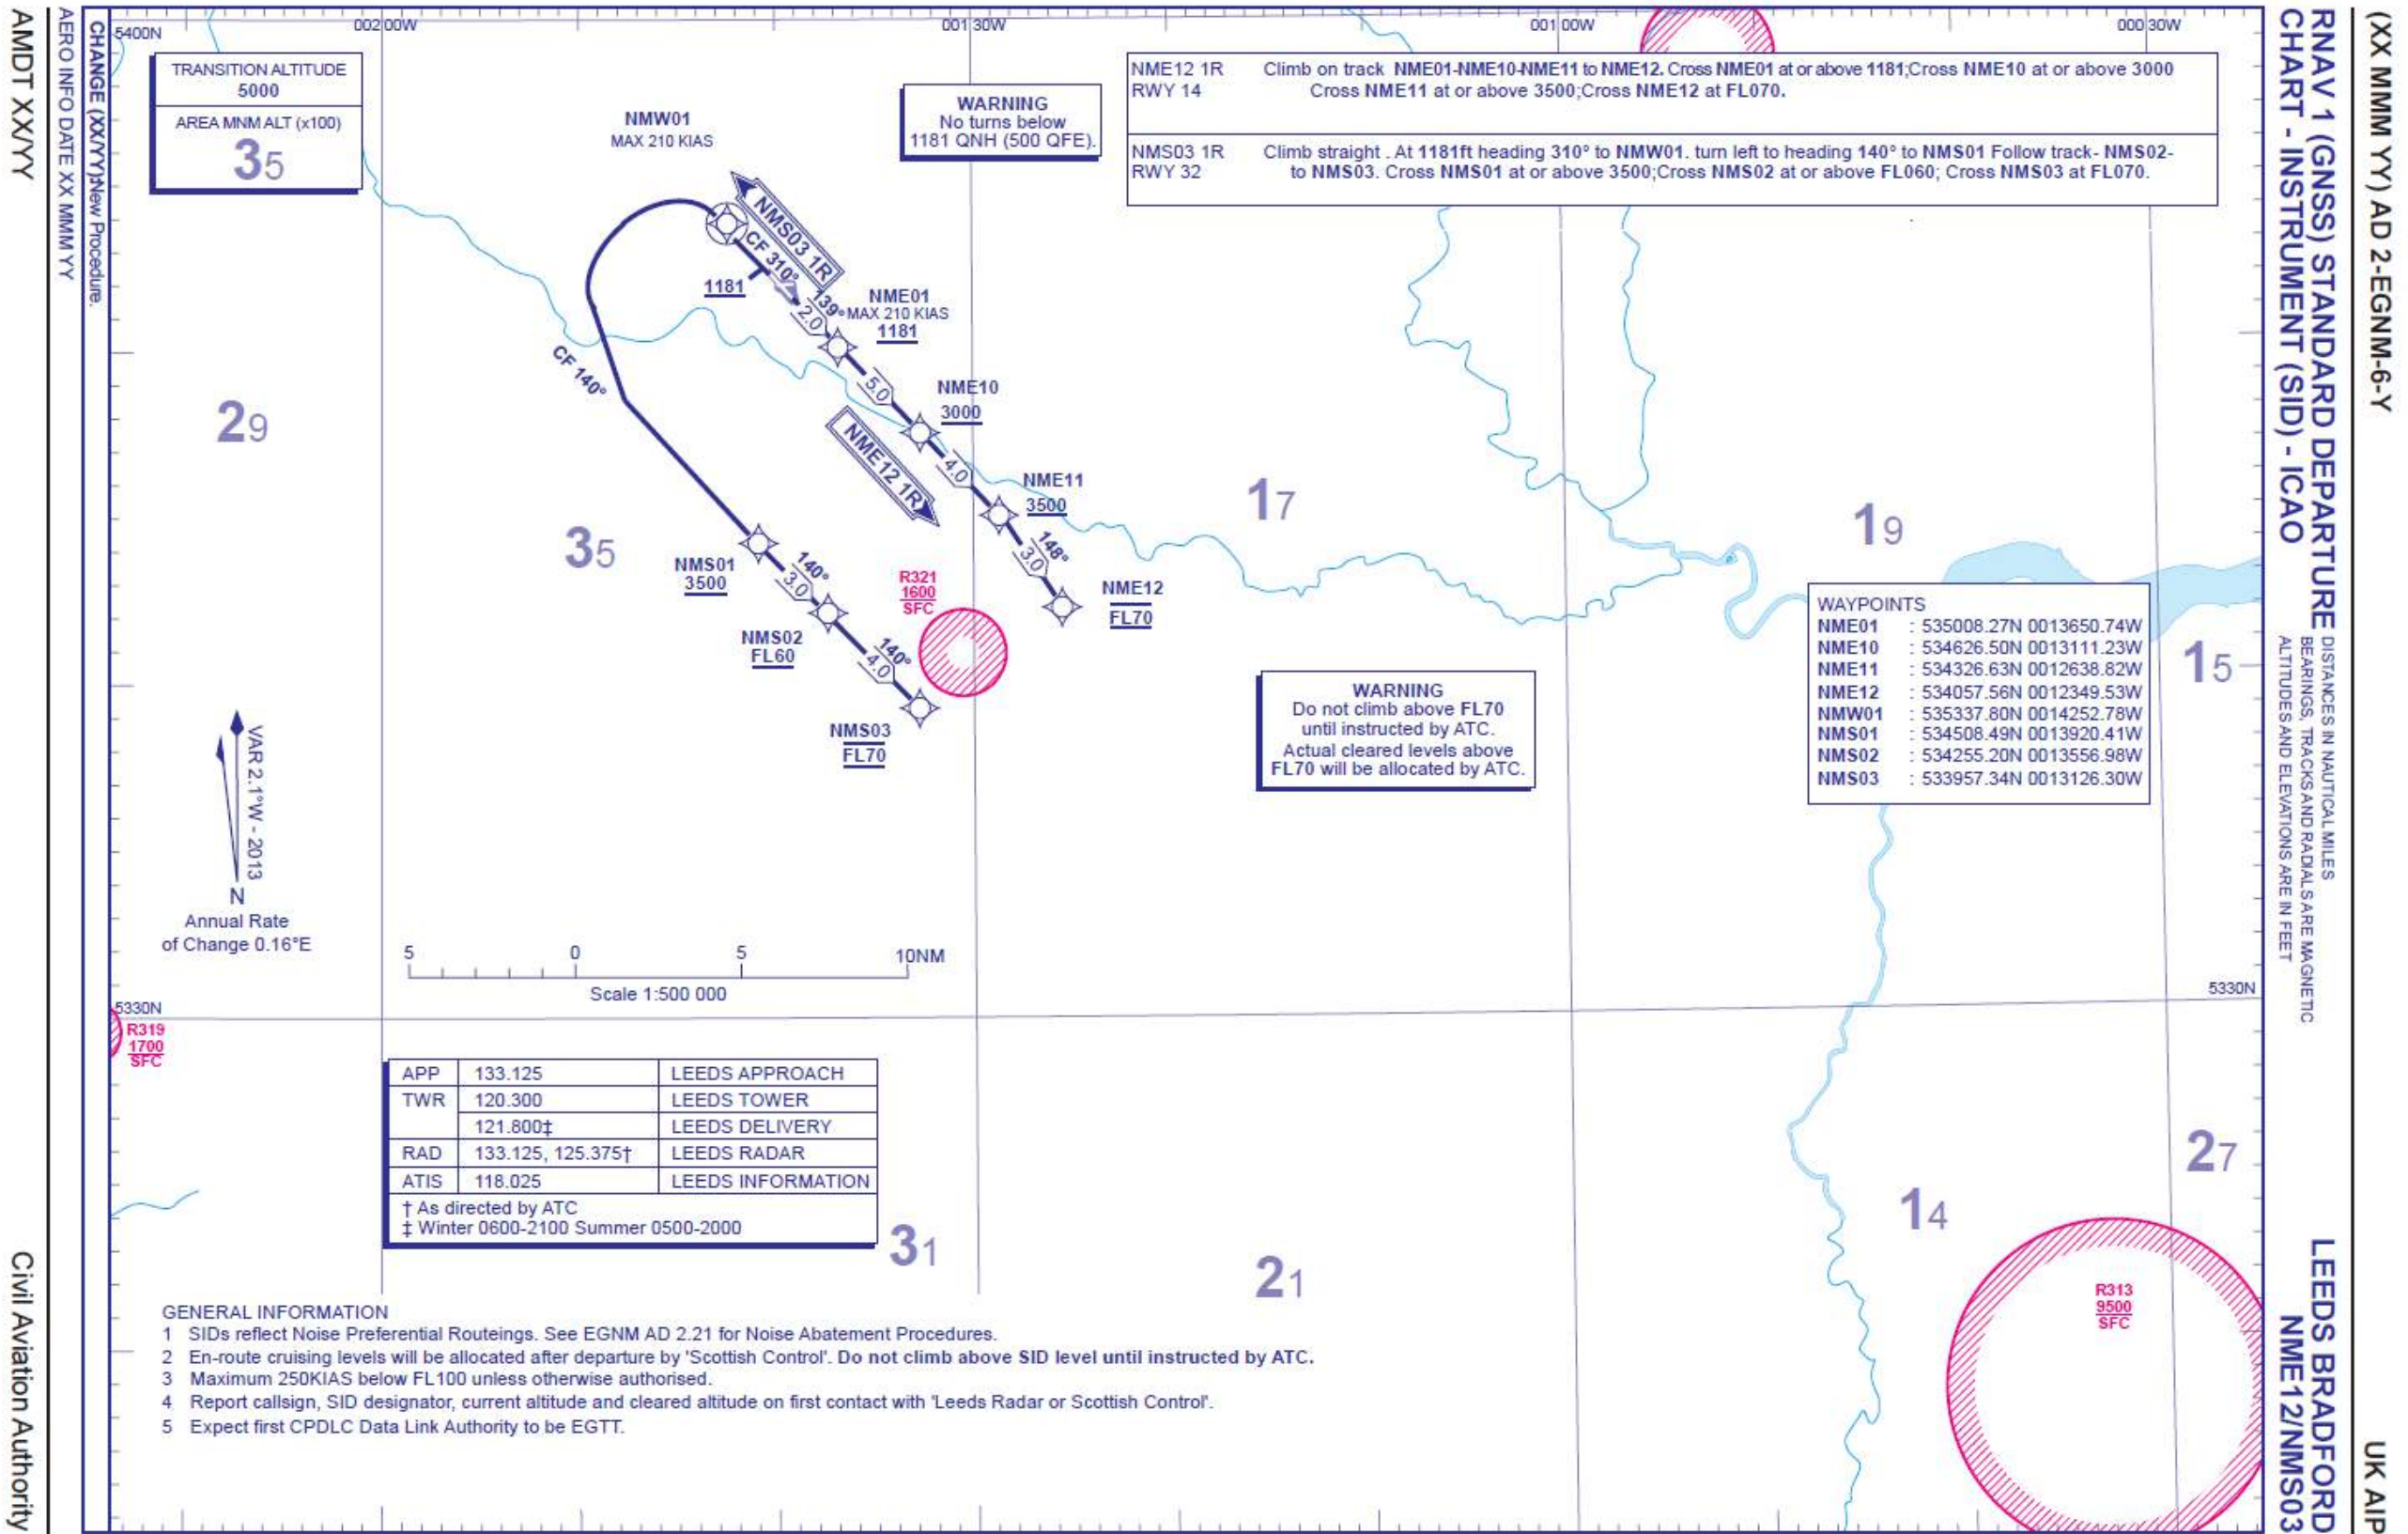 (XX MMM YY) AD 2-EGNM-6-Y
UK AIP
RNAV 1 (GNSS) STANDARD DEPARTURE
CHART - INSTRUMENT (SID) - ICAO
DISTANCES IN NAUTICAL MILES
BEARINGS, TRACKS AND RADIALS ARE MAGNETIC
ALTITUDES AND ELEVATIONS ARE IN FEET
LEEDS BRADFORD
NME12/NMS03
5400N
002 00W
001 30W
001 00W
000 30W
TRANSITION ALTITUDE
5000
AREA MNM ALT (x100)
35
NMW01
MAX 210 KIAS
WARNING
No turns below
1181 QNH (500 QFE).
NME12 1R Climb on track NME01-NME10-NME11 to NME12. Cross NME01 at or above 1181;Cross NME10 at or above 3000
RWY 14 Cross NME11 at or above 3500;Cross NME12 at FL070.
NMS03 1R Climb straight . At 1181ft heading 310° to NMW01. turn left to heading 140° to NMS01 Follow track- NMS02-
RWY 32 to NMS03. Cross NMS01 at or above 3500;Cross NMS02 at or above FL060; Cross NMS03 at FL070.
NMS03 1R
CF 310°
1181
139°
2.0
NME01
MAX 210 KIAS
1181
CF 140°
5.0
NME10
3000
NME12 1R
4.0
NME11
3500
148°
3.0
NME12
FL70
29
35
17
19
15
NMS01
3500
140°
3.0
NMS02
FL60
140°
4.0
NMS03
FL70
R321
1600
SFC
WAYPOINTS
NME01 : 535008.27N 0013650.74W
NME10 : 534626.50N 0013111.23W
NME11 : 534326.63N 0012638.82W
NME12 : 534057.56N 0012349.53W
NMW01 : 535337.80N 0014252.78W
NMS01 : 534508.49N 0013920.41W
NMS02 : 534255.20N 0013556.98W
NMS03 : 533957.34N 0013126.30W
WARNING
Do not climb above FL70
until instructed by ATC.
Actual cleared levels above
FL70 will be allocated by ATC.
VAR 2.1°W - 2013
N
Annual Rate
of Change 0.16°E
5 0 5 10NM
Scale 1:500 000
5330N
5330N
R319
1700
SFC
APP 133.125 LEEDS APPROACH
TWR 120.300 LEEDS TOWER
121.800‡ LEEDS DELIVERY
RAD 133.125, 125.375† LEEDS RADAR
ATIS 118.025 LEEDS INFORMATION
† As directed by ATC
‡ Winter 0600-2100 Summer 0500-2000
31
21
14
27
R313
9500
SFC
GENERAL INFORMATION
1 SIDs reflect Noise Preferential Routeings. See EGNM AD 2.21 for Noise Abatement Procedures.
2 En-route cruising levels will be allocated after departure by 'Scottish Control'. Do not climb above SID level until instructed by ATC.
3 Maximum 250KIAS below FL100 unless otherwise authorised.
4 Report callsign, SID designator, current altitude and cleared altitude on first contact with 'Leeds Radar or Scottish Control'.
5 Expect first CPDLC Data Link Authority to be EGTT.
CHANGE (XX/YY):New Procedure.
AERO INFO DATE XX MMM YY
AMDT XX/YY
Civil Aviation Authority